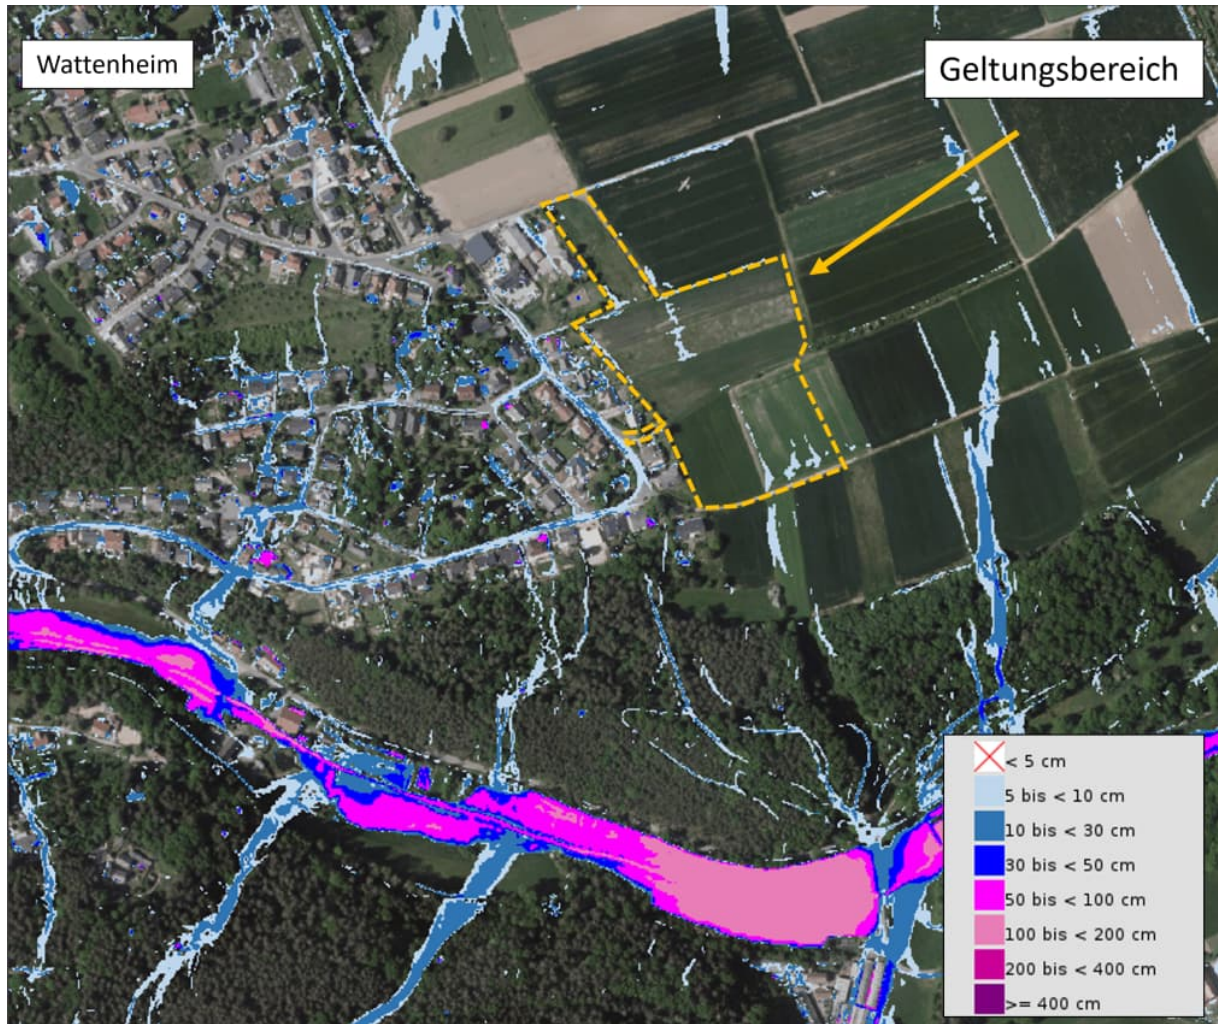 Wattenheim
Geltungsbereich
< 5 cm
5 bis < 10 cm
10 bis < 30 cm
30 bis < 50 cm
50 bis < 100 cm
100 bis < 200 cm
200 bis < 400 cm
>= 400 cm